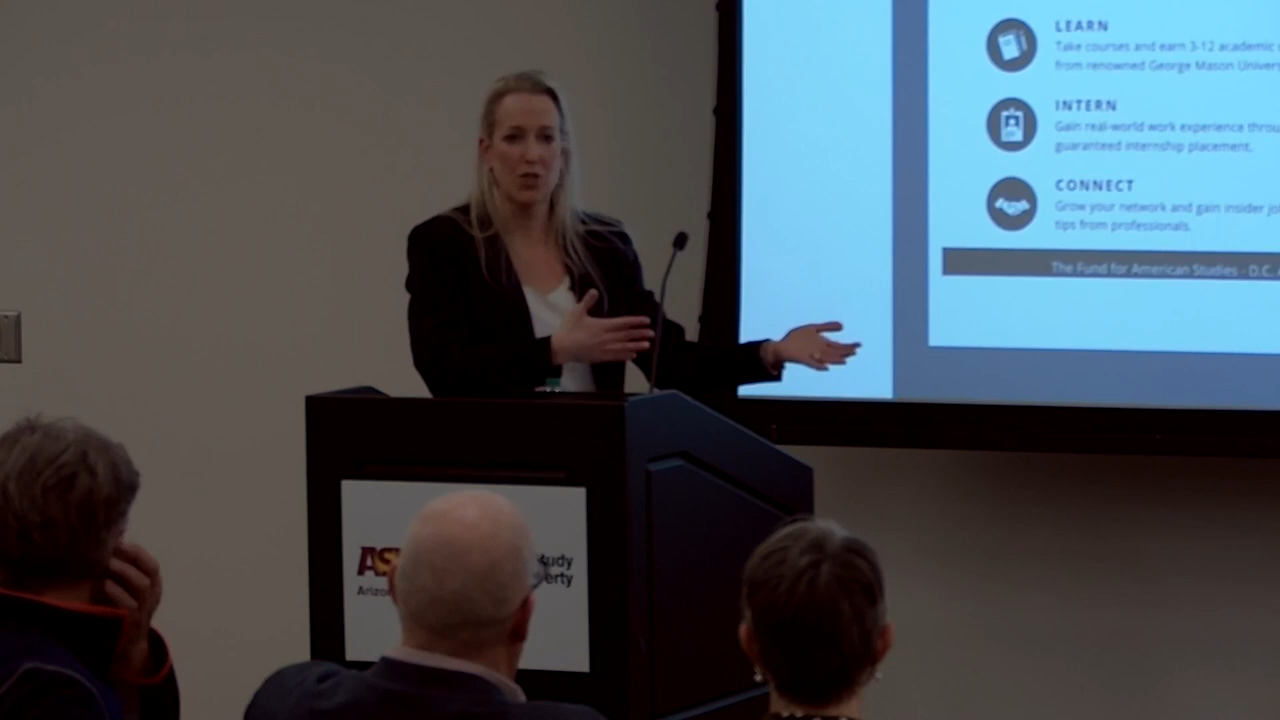 LEARN
Take courses and earn 3-12 academic
from renowned George Mason Univers
INTERN
Gain real-world work experience throu
guaranteed internship placement.
CONNECT
Grow your network and gain insider jo
tips from professionals.
The Fund for American Studies - D.C.
AS
Arizo
udy
erty